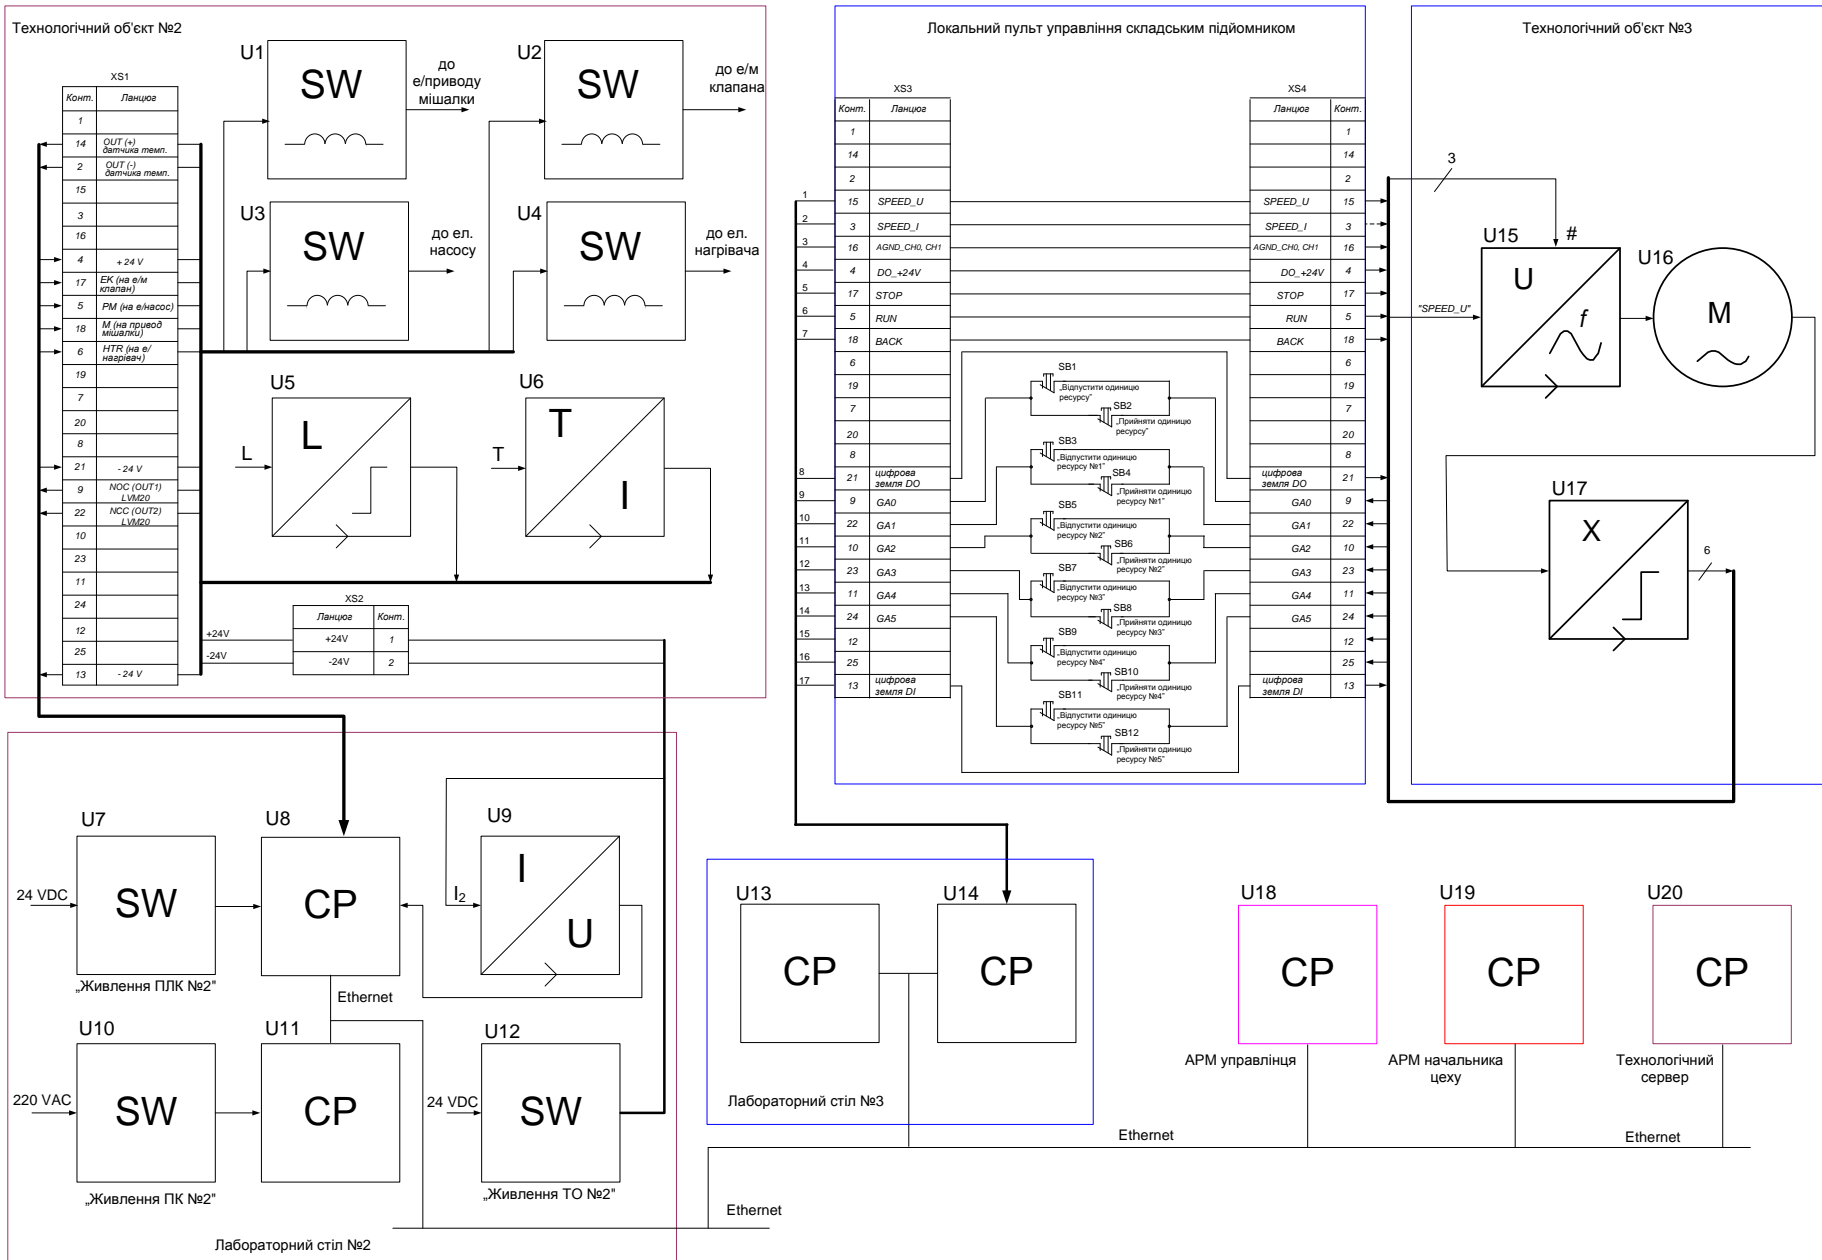 Технологічний об'єкт №2
XS1
Конт. Ланцюг
1
14 OUT (+) датчика темп.
2 OUT (-) датчика темп.
15
3
16
4 + 24 V
17 EK (на е/м клапан)
5 PM (на е/насос)
18 M (на привод мішалки)
6 HTR (на е/нагрівач)
19
7
20
8
21 - 24 V
9 NOC (OUT1) LVM20
22 NCC (OUT2) LVM20
10
23
11
24
12
25
13 - 24 V
U1
SW
до
е/приводу
мішалки
U2
SW
до е/м
клапана
U3
SW
до ел.
насосу
U4
SW
до ел.
нагрівача
U5
L
L
U6
T
T
I
XS2
Ланцюг Конт.
+24V +24V 1
-24V -24V 2
Локальний пульт управління складським підйомником
XS3
Конт. Ланцюг
1
14
2
1 15 SPEED_U
2 3 SPEED_I
3 16 AGND_CH0, CH1
4 4 DO_+24V
5 17 STOP
6 5 RUN
7 18 BACK
6
19
7
20
8
8 21 цифрова земля DO
9 9 GA0
10 22 GA1
11 10 GA2
12 23 GA3
13 11 GA4
14 24 GA5
15 12
16 25
17 13 цифрова земля DI
SB1
„Відпустити одиницю
ресурсу"
SB2
„Прийняти одиницю
ресурсу"
SB3
„Відпустити одиницю
ресурсу №1"
SB4
„Прийняти одиницю
ресурсу №1"
SB5
„Відпустити одиницю
ресурсу №2"
SB6
„Прийняти одиницю
ресурсу №2"
SB7
„Відпустити одиницю
ресурсу №3"
SB8
„Прийняти одиницю
ресурсу №3"
SB9
„Відпустити одиницю
ресурсу №4"
SB10
„Прийняти одиницю
ресурсу №4"
SB11
„Відпустити одиницю
ресурсу №5"
SB12
„Прийняти одиницю
ресурсу №5"
XS4
Ланцюг Конт.
1
14
2
SPEED_U 15
SPEED_I 3
AGND_CH0, CH1 16
DO_+24V 4
STOP 17
RUN 5
BACK 18
6
19
7
20
8
цифрова земля DO 21
GA0 9
GA1 22
GA2 10
GA3 23
GA4 11
GA5 24
12
25
цифрова земля DI 13
Технологічний об'єкт №3
3
#
"SPEED_U"
U15
U
f
U16
M
U17
X
6
U7
24 VDC
SW
„Живлення ПЛК №2"
U8
CP
Ethernet
U9
I2
I
U
U10
220 VAC
SW
„Живлення ПК №2"
U11
CP
U12
24 VDC
SW
„Живлення ТО №2"
Лабораторний стіл №2
U13
CP
U14
CP
Лабораторний стіл №3
U18
CP
АРМ управлінця
U19
CP
АРМ начальника
цеху
U20
CP
Технологічний
сервер
Ethernet
Ethernet
Ethernet